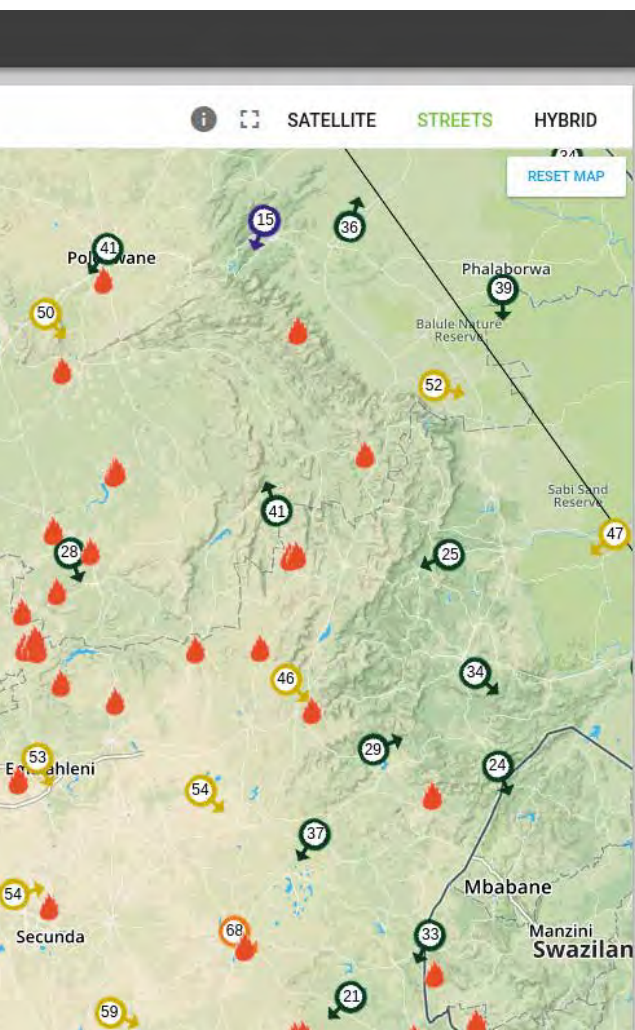 SATELLITE STREETS HYBRID
RESET MAP
15
36
41
Phalaborwa
39
50
Balule Nature
Reserve
52
Sabi Sand
Reserve
41
47
28
25
34
46
29
53
24
54
37
54
Mbabane
68
33
Secunda
Manzini
Swazilan
21
59